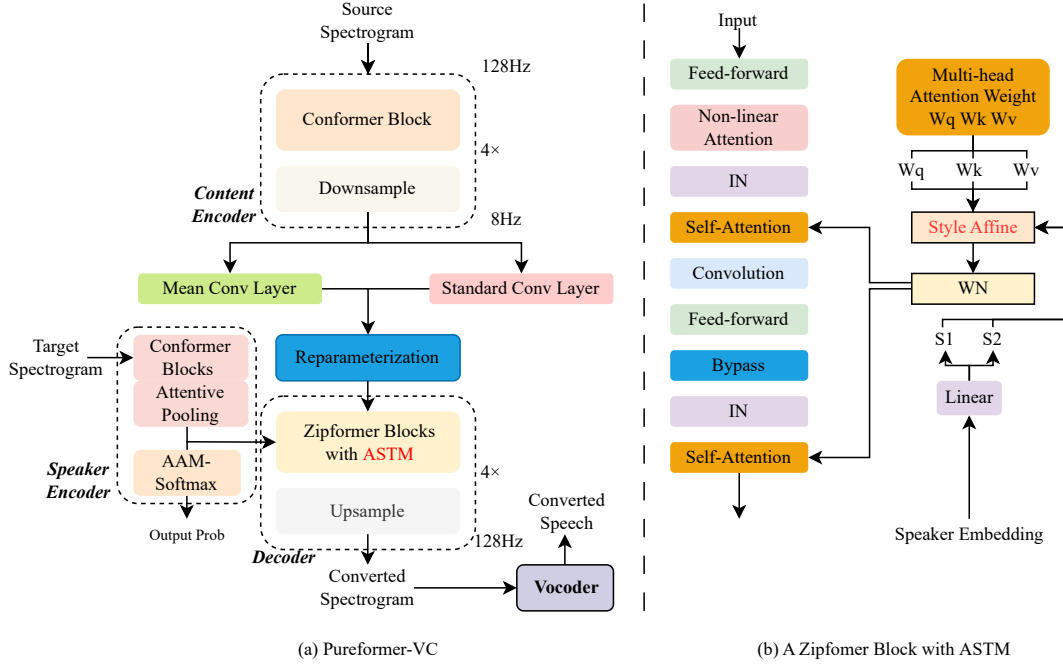 Source
Spectrogram
128Hz
Conformer Block
4×
Downsample
Content
Encoder
8Hz
Mean Conv Layer
Standard Conv Layer
Target
Spectrogram
Conformer
Blocks
Attentive
Pooling
Reparameterization
Zipformer Blocks
with ASTM
Speaker
Encoder
AAM-
Softmax
4×
Upsample
Output Prob
Decoder
128Hz
Converted
Spectrogram
Converted
Speech
Vocoder
(a) Pureformer-VC
Input
Feed-forward
Non-linear
Attention
IN
Self-Attention
Convolution
Feed-forward
Bypass
IN
Self-Attention
Multi-head
Attention Weight
Wq Wk Wv
Wq Wk Wv
Style Affine
WN
S1 S2
Linear
Speaker Embedding
(b) A Zipfomer Block with ASTM